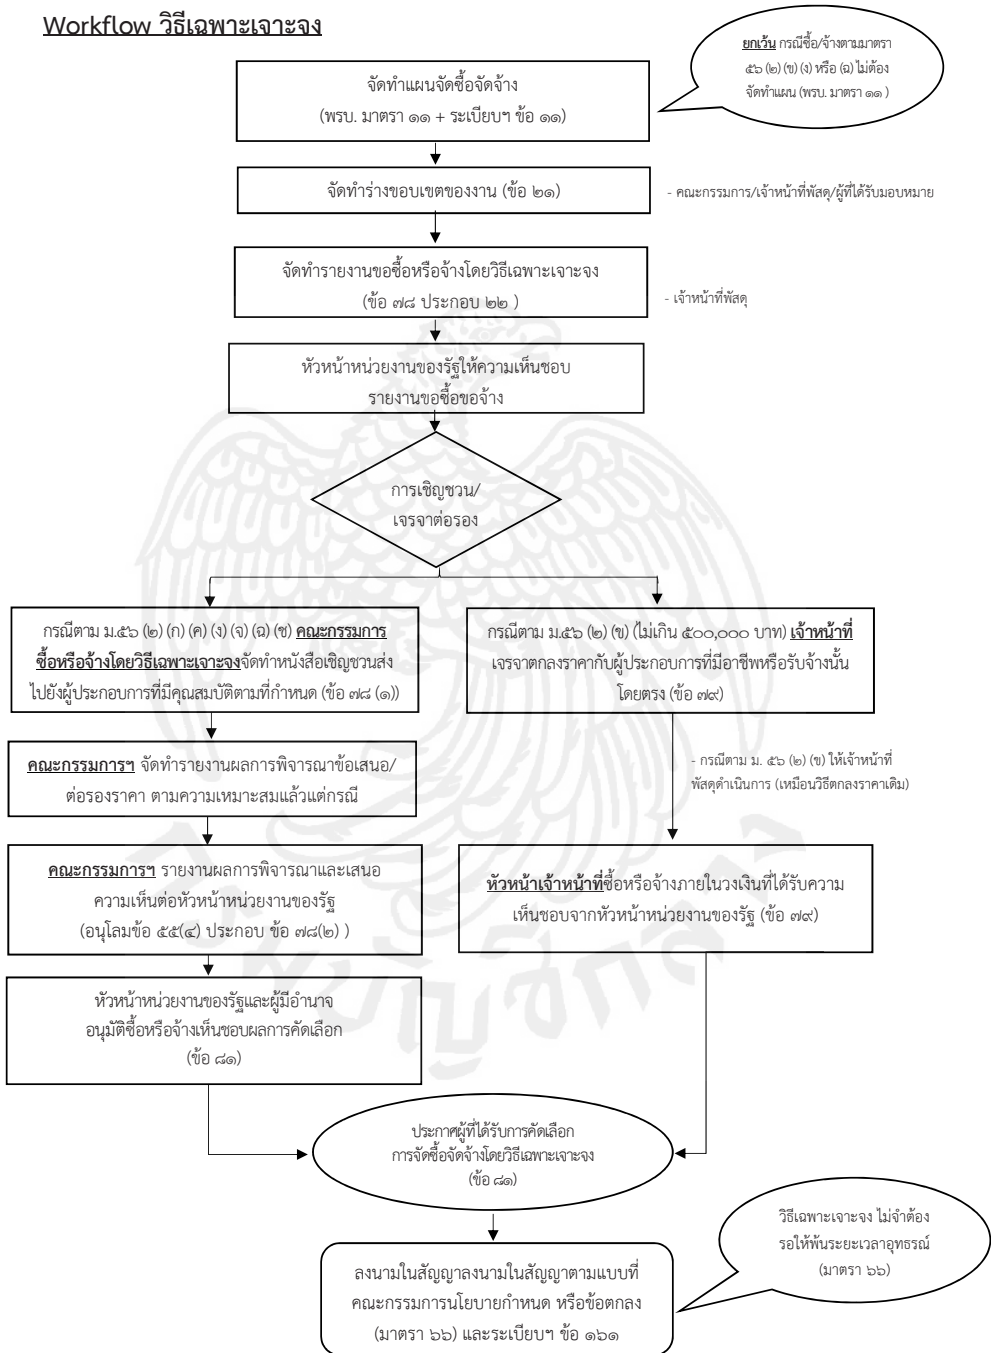 Workflow วิธีเฉพาะเจาะจง
ยกเว้น กรณีซื้อ/จ้างตามมาตรา
๕๖ (๒) (ข) (ง) หรือ (ฉ) ไม่ต้อง
จัดทำแผน (พรบ. มาตรา ๑๑ )
จัดทำแผนจัดซื้อจัดจ้าง
(พรบ. มาตรา ๑๑ + ระเบียบฯ ข้อ ๑๑)
จัดทำร่างขอบเขตของงาน (ข้อ ๒๑)
- คณะกรรมการ/เจ้าหน้าที่พัสดุ/ผู้ที่ได้รับมอบหมาย
จัดทำรายงานขอซื้อหรือจ้างโดยวิธีเฉพาะเจาะจง
(ข้อ ๗๘ ประกอบ ๒๒ )
- เจ้าหน้าที่พัสดุ
หัวหน้าหน่วยงานของรัฐให้ความเห็นชอบ
รายงานขอซื้อขอจ้าง
การเชิญชวน/
เจรจาต่อรอง
กรณีตาม ม.๕๖ (๒) (ก) (ค) (ง) (จ) (ฉ) (ช) คณะกรรมการ
ซื้อหรือจ้างโดยวิธีเฉพาะเจาะจงจัดทำหนังสือเชิญชวนส่ง
ไปยังผู้ประกอบการที่มีคุณสมบัติตามที่กำหนด (ข้อ ๗๘ (๑))
กรณีตาม ม.๕๖ (๒) (ข) (ไม่เกิน ๕๐๐,๐๐๐ บาท) เจ้าหน้าที่
เจรจาตกลงราคากับผู้ประกอบการที่มีอาชีพหรือรับจ้างนั้น
โดยตรง (ข้อ ๗๙)
คณะกรรมการฯ จัดทำรายงานผลการพิจารณาข้อเสนอ/
ต่อรองราคา ตามความเหมาะสมแล้วแต่กรณี
- กรณีตาม ม. ๕๖ (๒) (ข) ให้เจ้าหน้าที่
พัสดุดำเนินการ (เหมือนวิธีตกลงราคาเดิม)
คณะกรรมการฯ รายงานผลการพิจารณาและเสนอ
ความเห็นต่อหัวหน้าหน่วยงานของรัฐ
(อนุโลมข้อ ๕๕(๔) ประกอบ ข้อ ๗๘(๒) )
หัวหน้าเจ้าหน้าที่ซื้อหรือจ้างภายในวงเงินที่ได้รับความ
เห็นชอบจากหัวหน้าหน่วยงานของรัฐ (ข้อ ๗๙)
หัวหน้าหน่วยงานของรัฐและผู้มีอำนาจ
อนุมัติซื้อหรือจ้างเห็นชอบผลการคัดเลือก
(ข้อ ๘๑)
ประกาศผู้ที่ได้รับการคัดเลือก
การจัดซื้อจัดจ้างโดยวิธีเฉพาะเจาะจง
(ข้อ ๘๑)
วิธีเฉพาะเจาะจง ไม่จำต้อง
รอให้พ้นระยะเวลาอุทธรณ์
(มาตรา ๖๖)
ลงนามในสัญญาลงนามในสัญญาตามแบบที่
คณะกรรมการนโยบายกำหนด หรือข้อตกลง
(มาตรา ๖๖) และระเบียบฯ ข้อ ๑๖๑